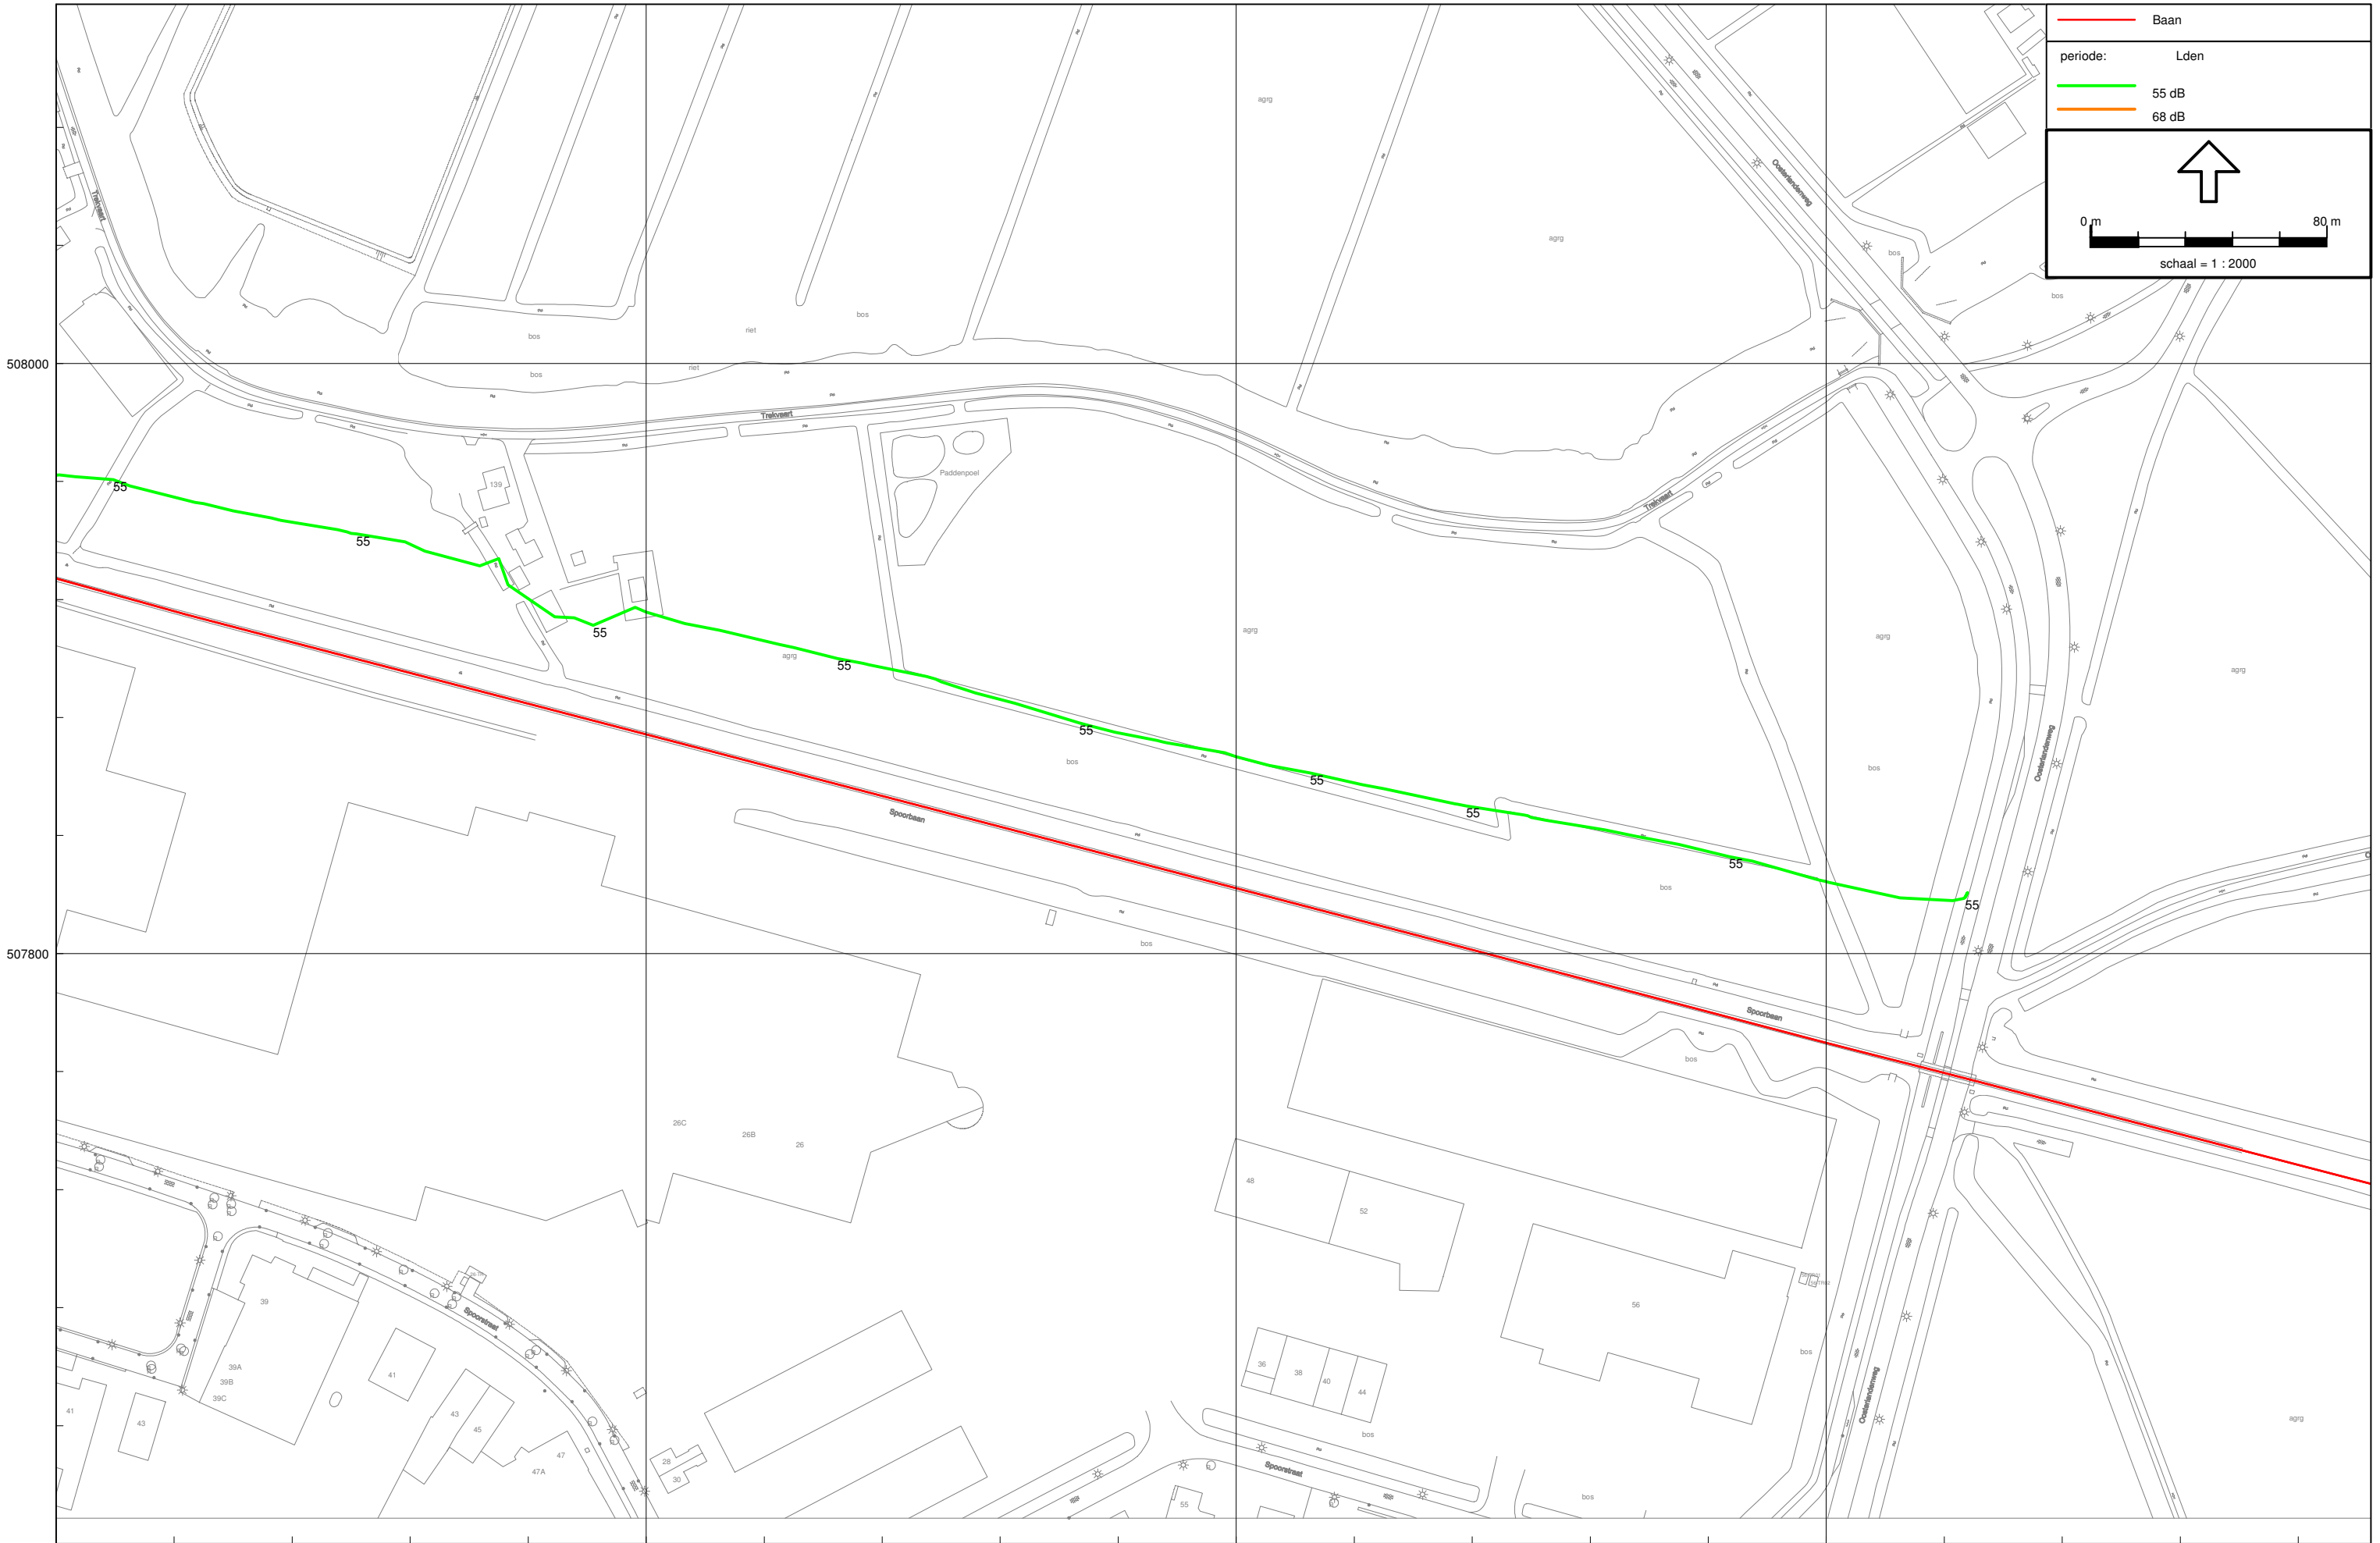 Baan
periode: Lden
55 dB
68 dB
0 m 80 m
schaal = 1 : 2000
agrg
Trekvaart
Oosterlanderweg
agrg
bos
bos
bos
riet
bos
508000
riet
bos
Trekvaart
Paddenpoel
139
55
Trekvaart
55
agrg
55
agrg
agrg
55
agrg
55
Oosterlanderweg
bos
bos
55
Spoorbaan
55
55
bos
55
bos
507800
Spoorbaan
bos
26C
26B
26
48
52
39
56
Spoorstraat
39A
39B
39C
41
36
38
40
44
bos
Oosterlanderweg
41
43
43
45
47
47A
28
30
bos
Spoorstraat
agrg
bos
55